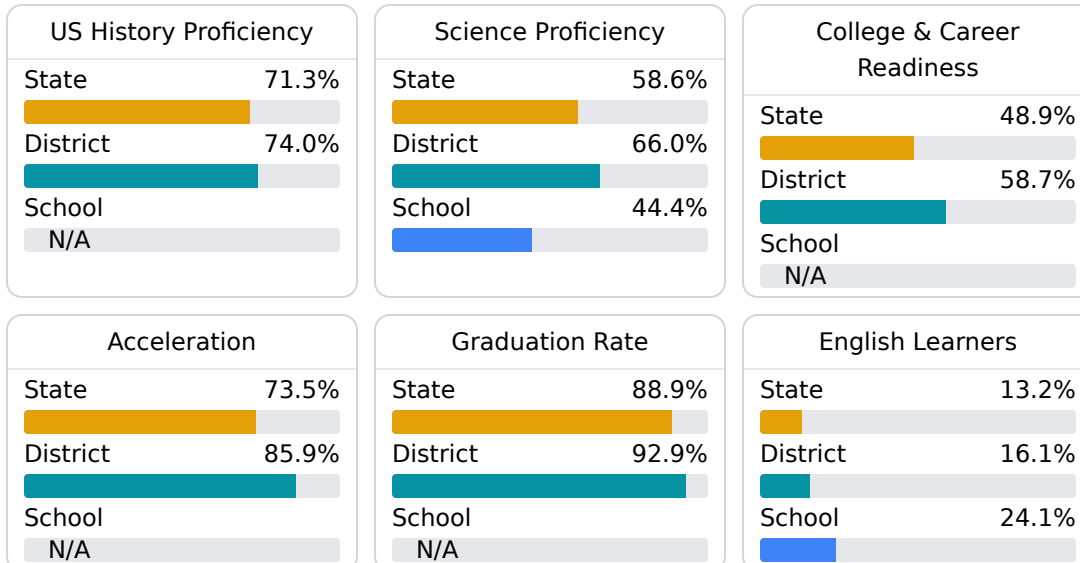 US History Proficiency
State 71.3%
District 74.0%
School
N/A
Science Proficiency
State 58.6%
District 66.0%
School 44.4%
College & Career
Readiness
State 48.9%
District 58.7%
School
N/A
Acceleration
State 73.5%
District 85.9%
School
N/A
Graduation Rate
State 88.9%
District 92.9%
School
N/A
English Learners
State 13.2%
District 16.1%
School 24.1%